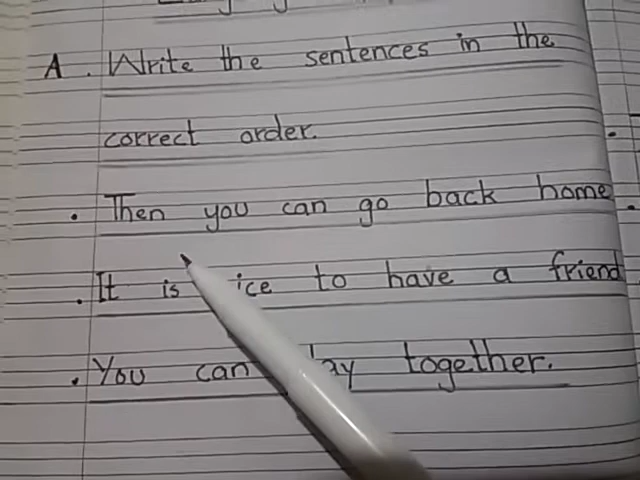 A. Write the sentences in the
correct order.
. Then you can go back home
. It is to have a friend
. You can together.